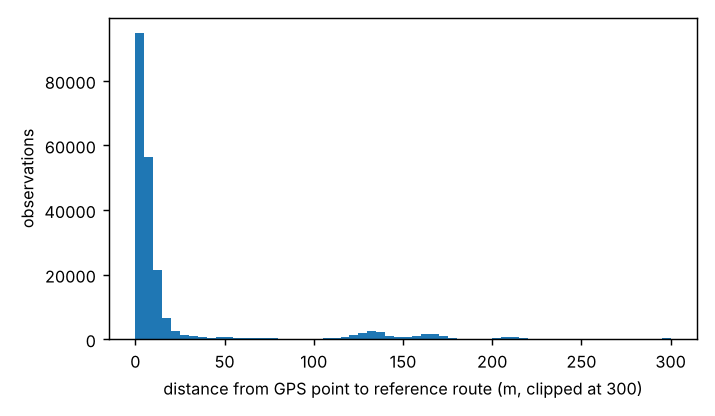 80000
60000
40000
20000
0
observations
0 50 100 150 200 250 300
distance from GPS point to reference route (m, clipped at 300)